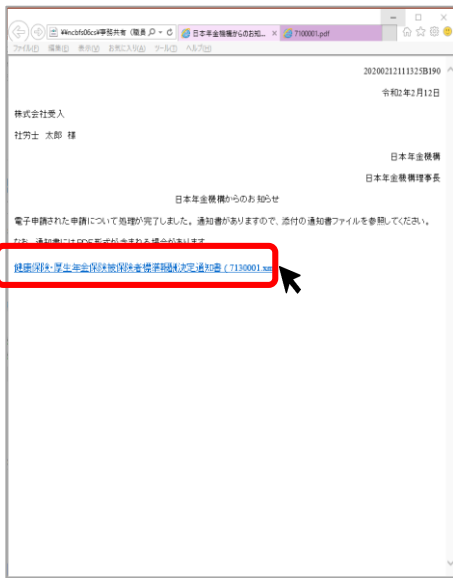 ¥¥ncbfs06cs¥事務共有 (職員
日本年金機構からのお知...
7100001.pdf
ファイル(F) 編集(E) 表示(V) お気に入り(A) ツール(T) ヘルプ(H)
20200212111325B190
令和2年2月12日
株式会社受入
社労士 太郎 様
日本年金機構
日本年金機構理事長
日本年金機構からのお知らせ
電子申請された申請について処理が完了しました。通知書がありますので、添付の通知書ファイルを参照してください。
なお、通知書にはPDF形式が含まれる場合があります。
健康保険・厚生年金保険被保険者標準報酬決定通知書 ( 7130001.xm